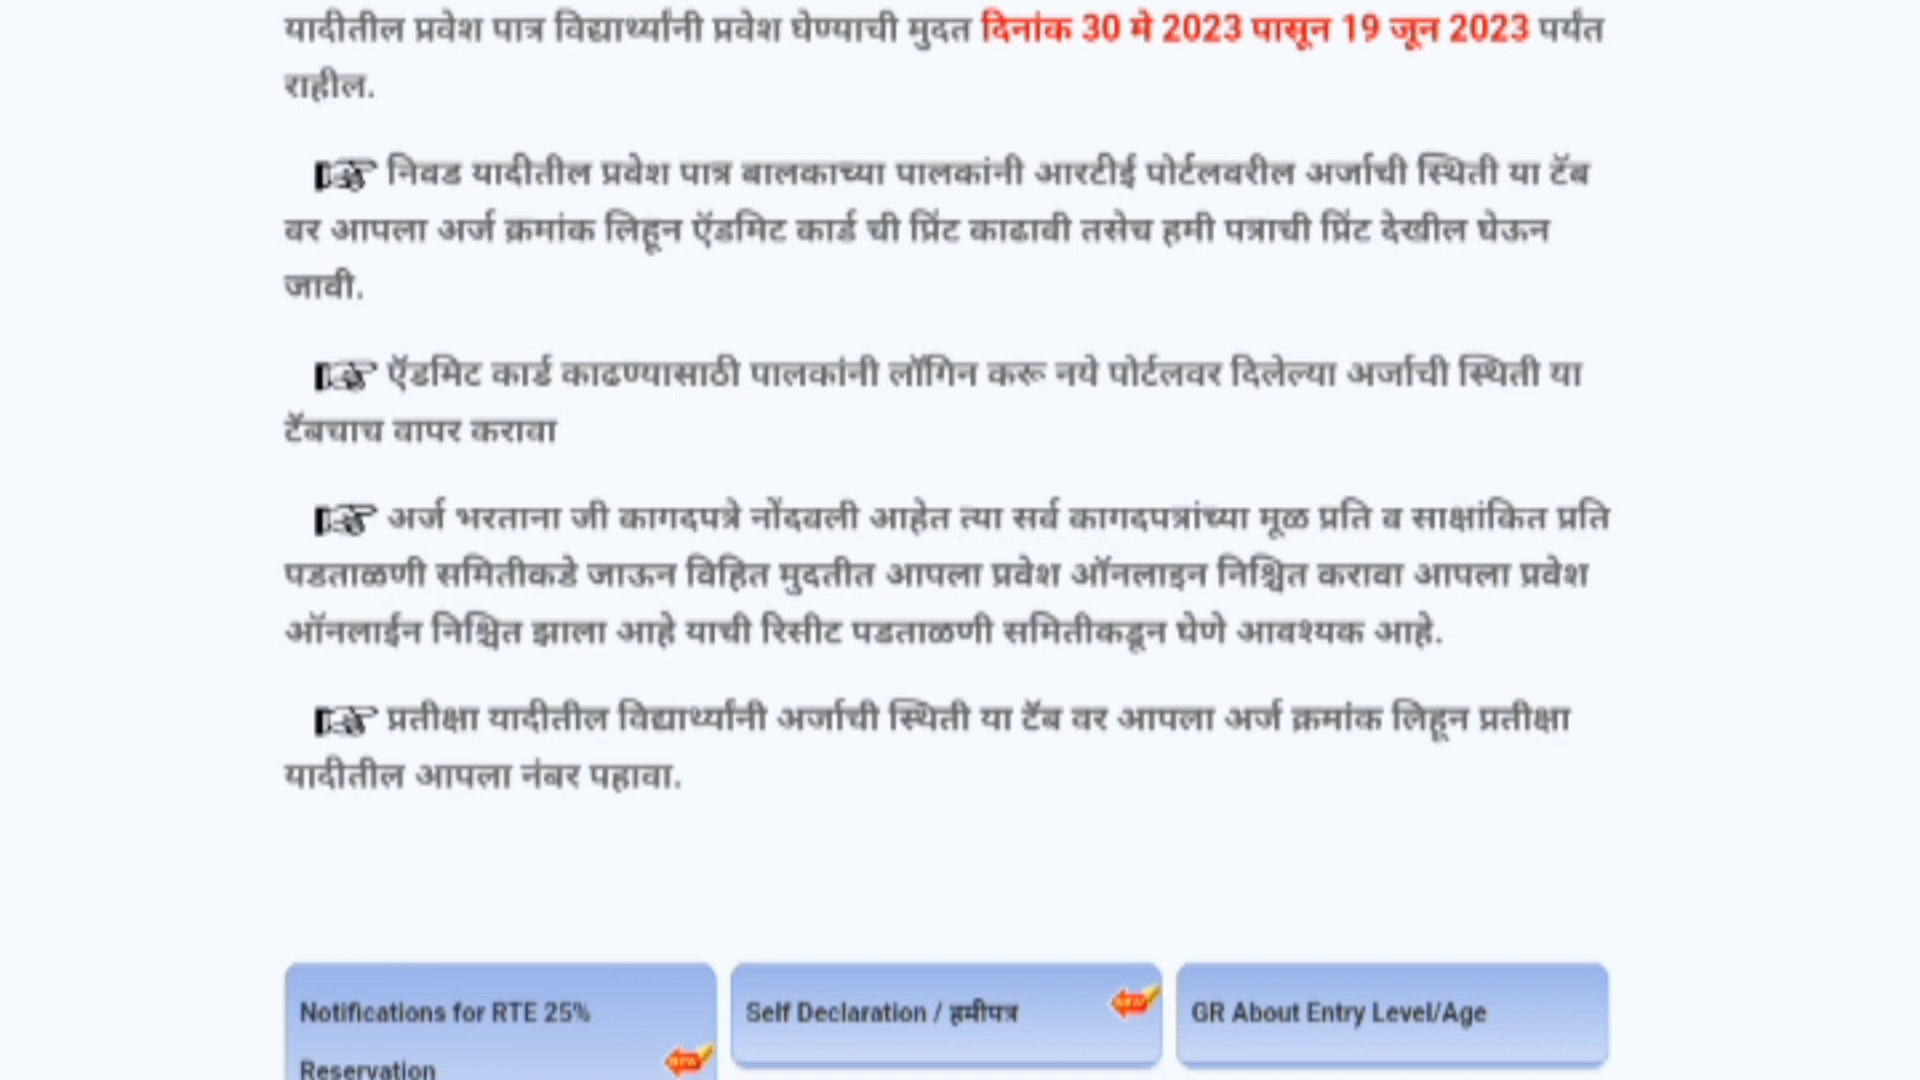 यादीतील प्रवेश पात्र विद्यार्थ्यांनी प्रवेश घेण्याची मुदत दिनांक 30 मे 2023 पासून 19 जून 2023 पर्यंत
राहील.
निवड यादीतील प्रवेश पात्र बालकाच्या पालकांनी आरटीई पोर्टलवरील अर्जाची स्थिती या टॅब
वर आपला अर्ज क्रमांक लिहून ऍडमिट कार्ड ची प्रिंट काढावी तसेच हमी पत्राची प्रिंट देखील घेऊन
जावी.
ऍडमिट कार्ड काढण्यासाठी पालकांनी लॉगिन करू नये पोर्टलवर दिलेल्या अर्जाची स्थिती या
टॅबचाच वापर करावा
अर्ज भरताना जी कागदपत्रे नोंदवली आहेत त्या सर्व कागदपत्रांच्या मूळ प्रति व साक्षांकित प्रति
पडताळणी समितीकडे जाऊन विहित मुदतीत आपला प्रवेश ऑनलाइन निश्चित करावा आपला प्रवेश
ऑनलाईन निश्चित झाला आहे याची रिसीट पडताळणी समितीकडून घेणे आवश्यक आहे.
प्रतीक्षा यादीतील विद्यार्थ्यांनी अर्जाची स्थिती या टॅब वर आपला अर्ज क्रमांक लिहून प्रतीक्षा
यादीतील आपला नंबर पहावा.
Notifications for RTE 25%
Reservation NEW
Self Declaration / हमीपत्र NEW
GR About Entry Level/Age